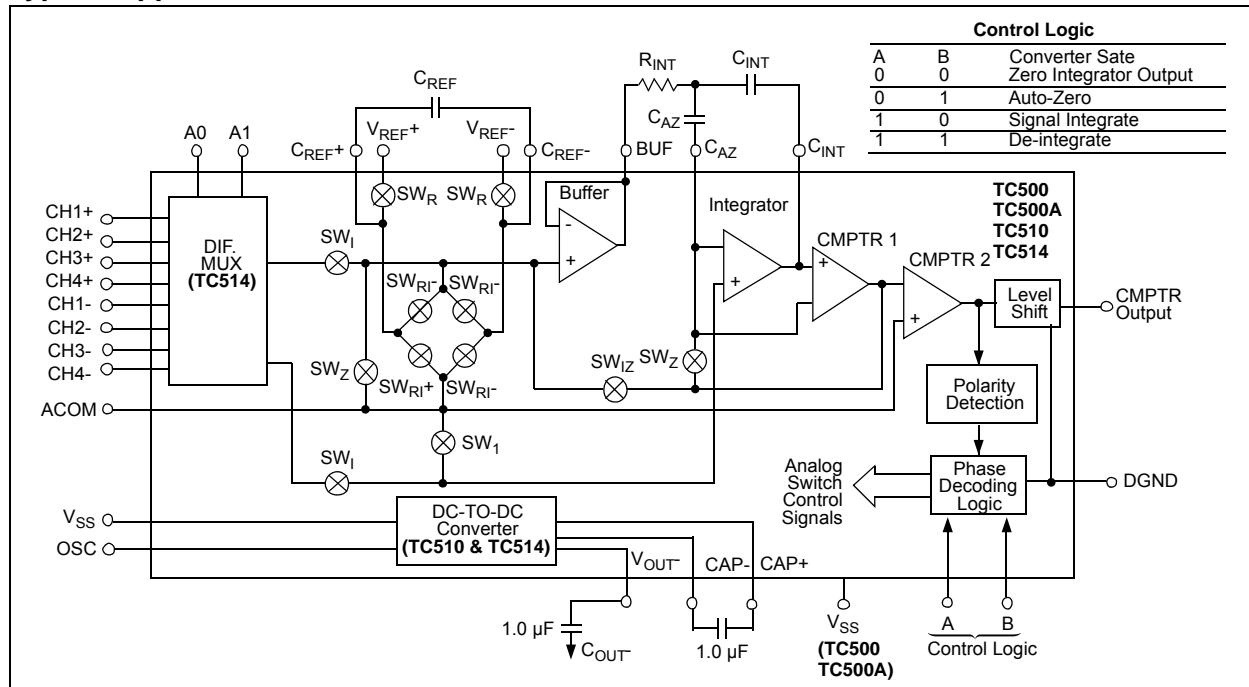 Control Logic
A B Converter Sate
0 0 Zero Integrator Output
0 1 Auto-Zero
1 0 Signal Integrate
1 1 De-integrate
RINT
CINT
CREF
CAZ
A0 A1
VREF+ VREF-
CREF+ CREF- BUF CAZ CINT
SWR SWR
Buffer
Integrator
TC500
TC500A
TC510
TC514
CH1+
CH2+
CH3+
CH4+
CH1-
CH2-
CH3-
CH4-
DIF.
MUX
(TC514)
SWI
-
+
+
+
+
CMPTR 1
CMPTR 2
Level
Shift
CMPTR
Output
SWRI- SWRI-
SWZ
SWRI+ SWRI-
SWIZ SWZ
Polarity
Detection
ACOM
SW1
SWI
Analog
Switch
Control
Signals
Phase
Decoding
Logic
DGND
VSS
OSC
DC-TO-DC
Converter
(TC510 & TC514)
VOUT- CAP- CAP+
1.0 µF
COUT-
1.0 µF
VSS
(TC500
TC500A)
A B
Control Logic